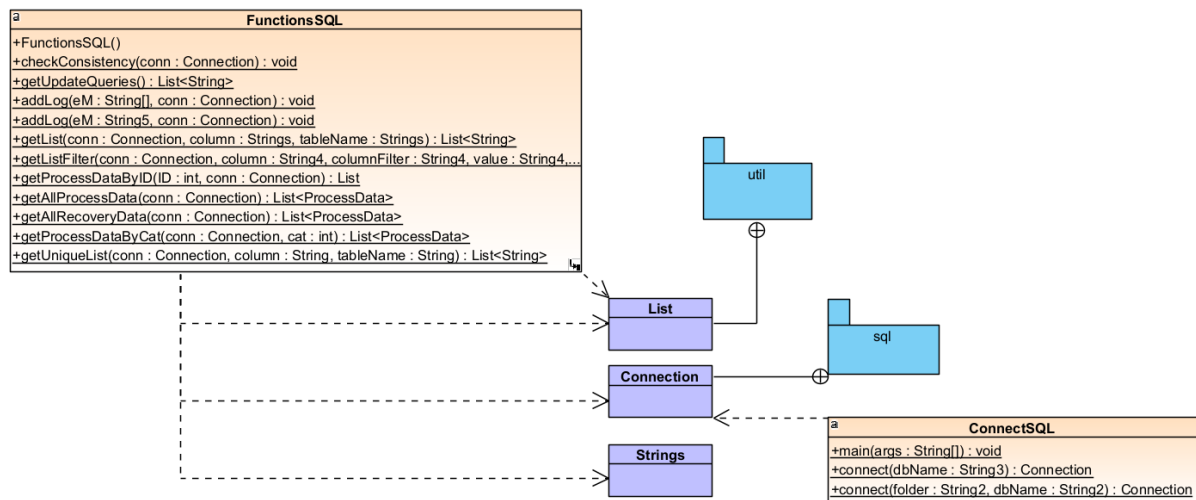 a
FunctionsSQL
+FunctionsSQL()
+checkConsistency(conn : Connection) : void
+getUpdateQueries() : List<String>
+addLog(eM : String[], conn : Connection) : void
+addLog(eM : String5, conn : Connection) : void
+getList(conn : Connection, column : Strings, tableName : Strings) : List<String>
+getListFilter(conn : Connection, column : String4, columnFilter : String4, value : String4,...
+getProcessDataByID(ID : int, conn : Connection) : List
+getAllProcessData(conn : Connection) : List<ProcessData>
+getAllRecoveryData(conn : Connection) : List<ProcessData>
+getProcessDataByCat(conn : Connection, cat : int) : List<ProcessData>
+getUniqueList(conn : Connection, column : String, tableName : String) : List<String>
util
List
sql
Connection
Strings
a
ConnectSQL
+main(args : String[]) : void
+connect(dbName : String3) : Connection
+connect(folder : String2, dbName : String2) : Connection